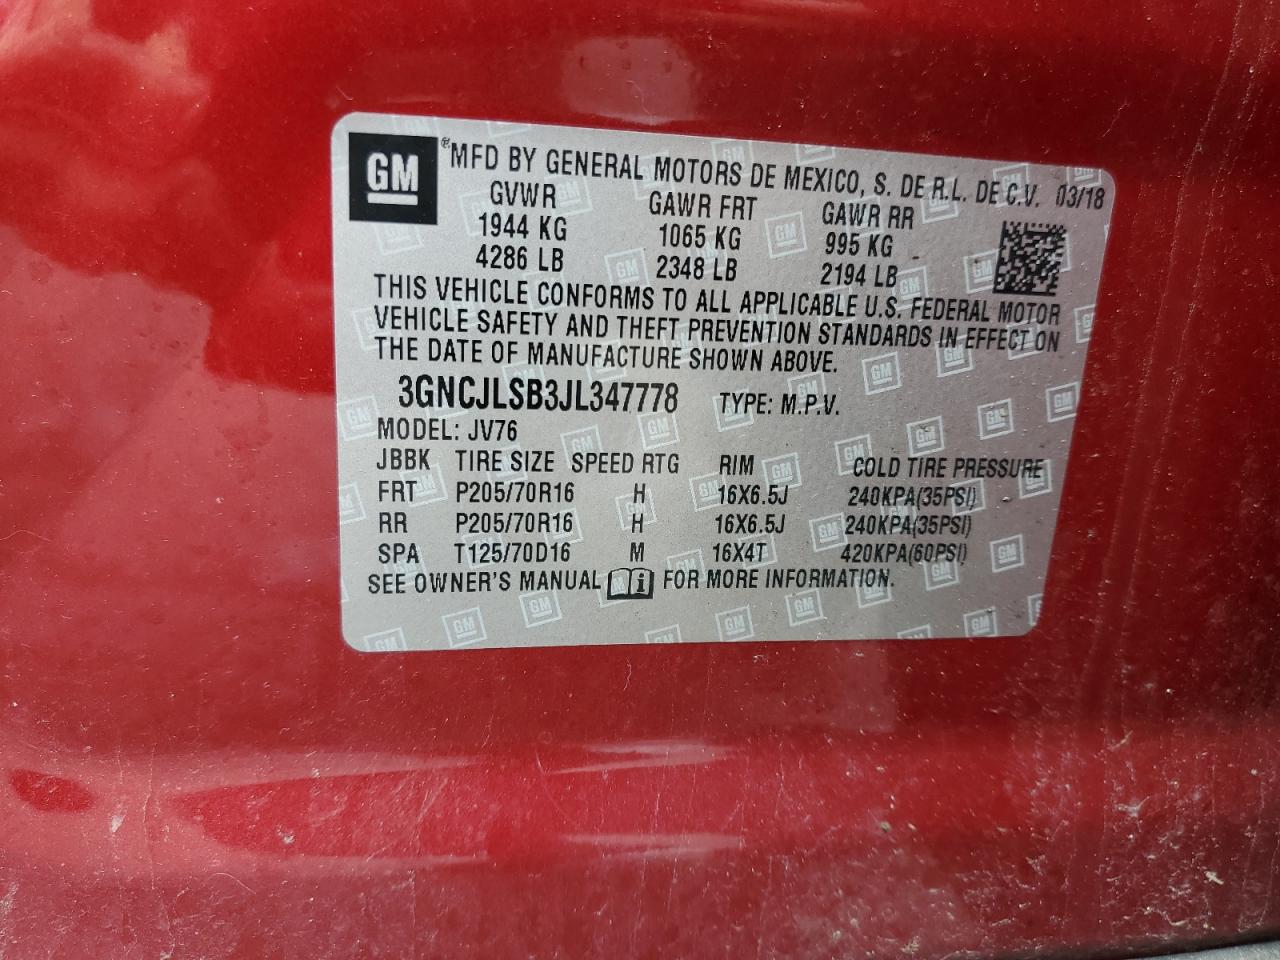 GM
® MFD BY GENERAL MOTORS DE MEXICO, S. DE R.L. DE C.V. 03/18
GVWR GAWR FRT GAWR RR
1944 KG 1065 KG 995 KG
4286 LB 2348 LB 2194 LB
THIS VEHICLE CONFORMS TO ALL APPLICABLE U.S. FEDERAL MOTOR
VEHICLE SAFETY AND THEFT PREVENTION STANDARDS IN EFFECT ON
THE DATE OF MANUFACTURE SHOWN ABOVE.
3GNCJLSB3JL347778 TYPE: M.P.V.
MODEL: JV76
JBBK TIRE SIZE SPEED RTG RIM COLD TIRE PRESSURE
FRT P205/70R16 H 16X6.5J 240KPA(35PSI)
RR P205/70R16 H 16X6.5J 240KPA(35PSI)
SPA T125/70D16 M 16X4T 420KPA(60PSI)
SEE OWNER'S MANUAL i FOR MORE INFORMATION.